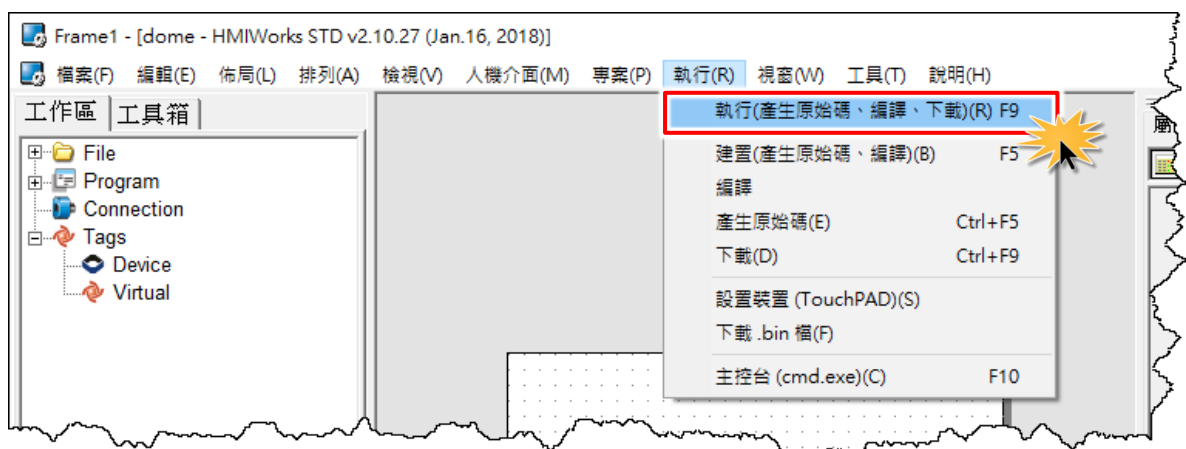 Frame1 - [dome - HMIWorks STD v2.10.27 (Jan.16, 2018)]
檔案(F) 編輯(E) 佈局(L) 排列(A) 檢視(V) 人機介面(M) 專案(P) 執行(R) 視窗(W) 工具(T) 說明(H)
工作區 工具箱
File
Program
Connection
Tags
Device
Virtual
執行(產生原始碼、編譯、下載)(R) F9
建置(產生原始碼、編譯)(B) F5
編譯
產生原始碼(E) Ctrl+F5
下載(D) Ctrl+F9
設置裝置 (TouchPAD)(S)
下載 .bin 檔(F)
主控台 (cmd.exe)(C) F10